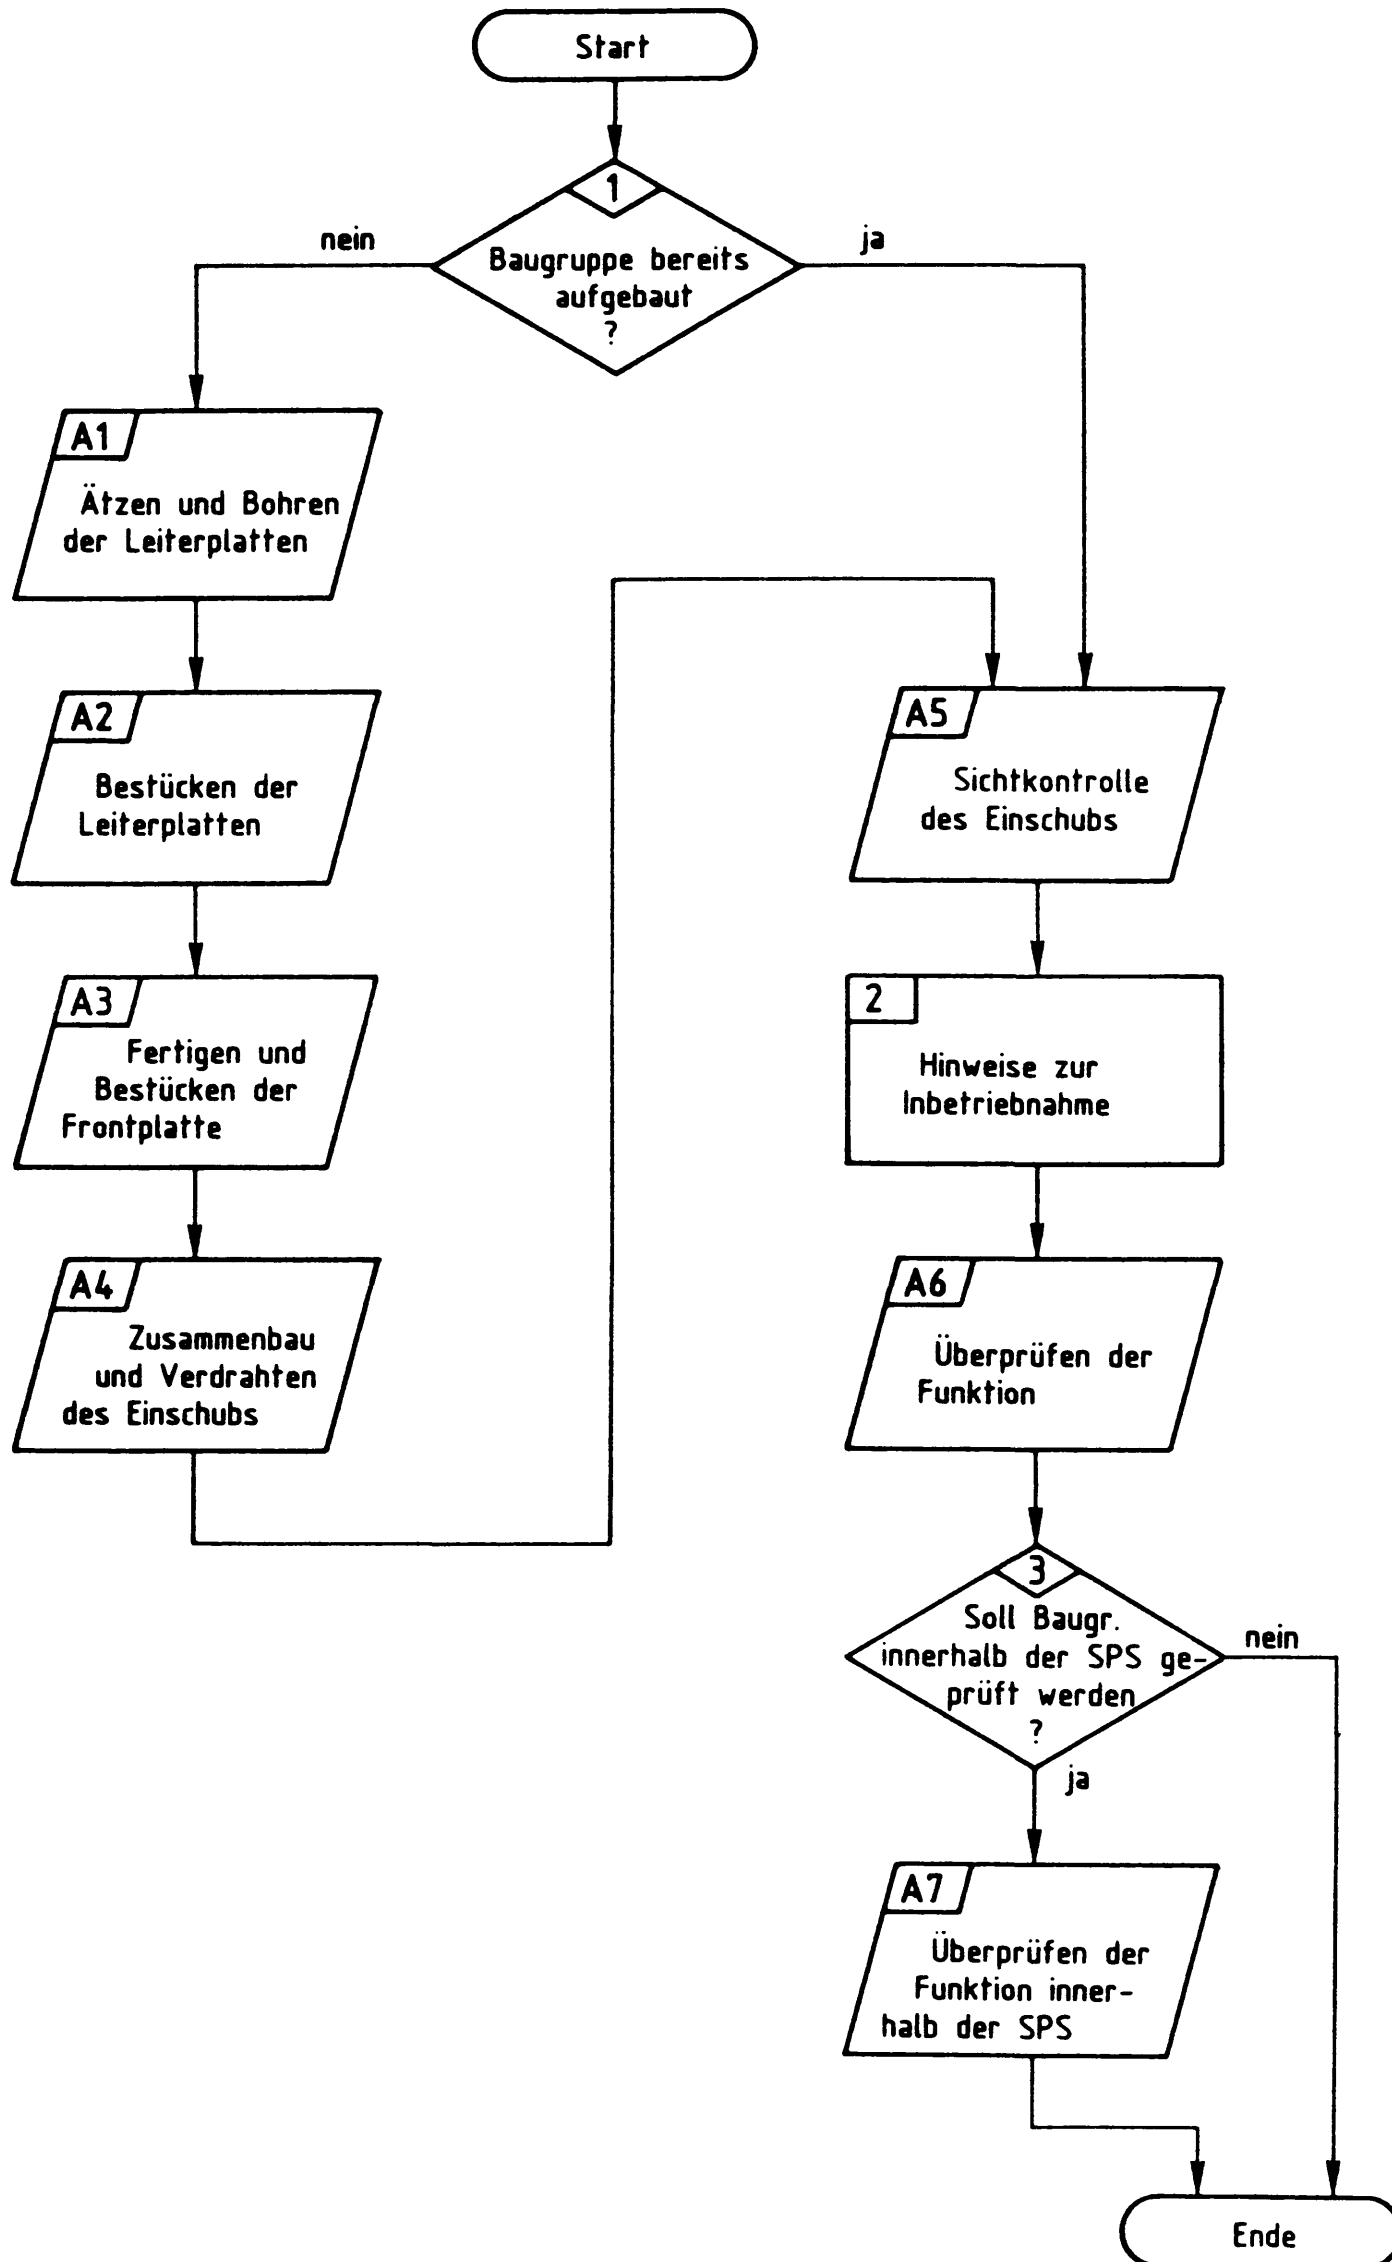 Start
1
nein
ja
Baugruppe bereits
aufgebaut
?
A1
Ätzen und Bohren
der Leiterplatten
A2
Bestücken der
Leiterplatten
A3
Fertigen und
Bestücken der
Frontplatte
A4
Zusammenbau
und Verdrahten
des Einschubs
A5
Sichtkontrolle
des Einschubs
2
Hinweise zur
Inbetriebnahme
A6
Überprüfen der
Funktion
3
Soll Baugr.
innerhalb der SPS ge-
prüft werden
?
nein
ja
A7
Überprüfen der
Funktion inner-
halb der SPS
Ende